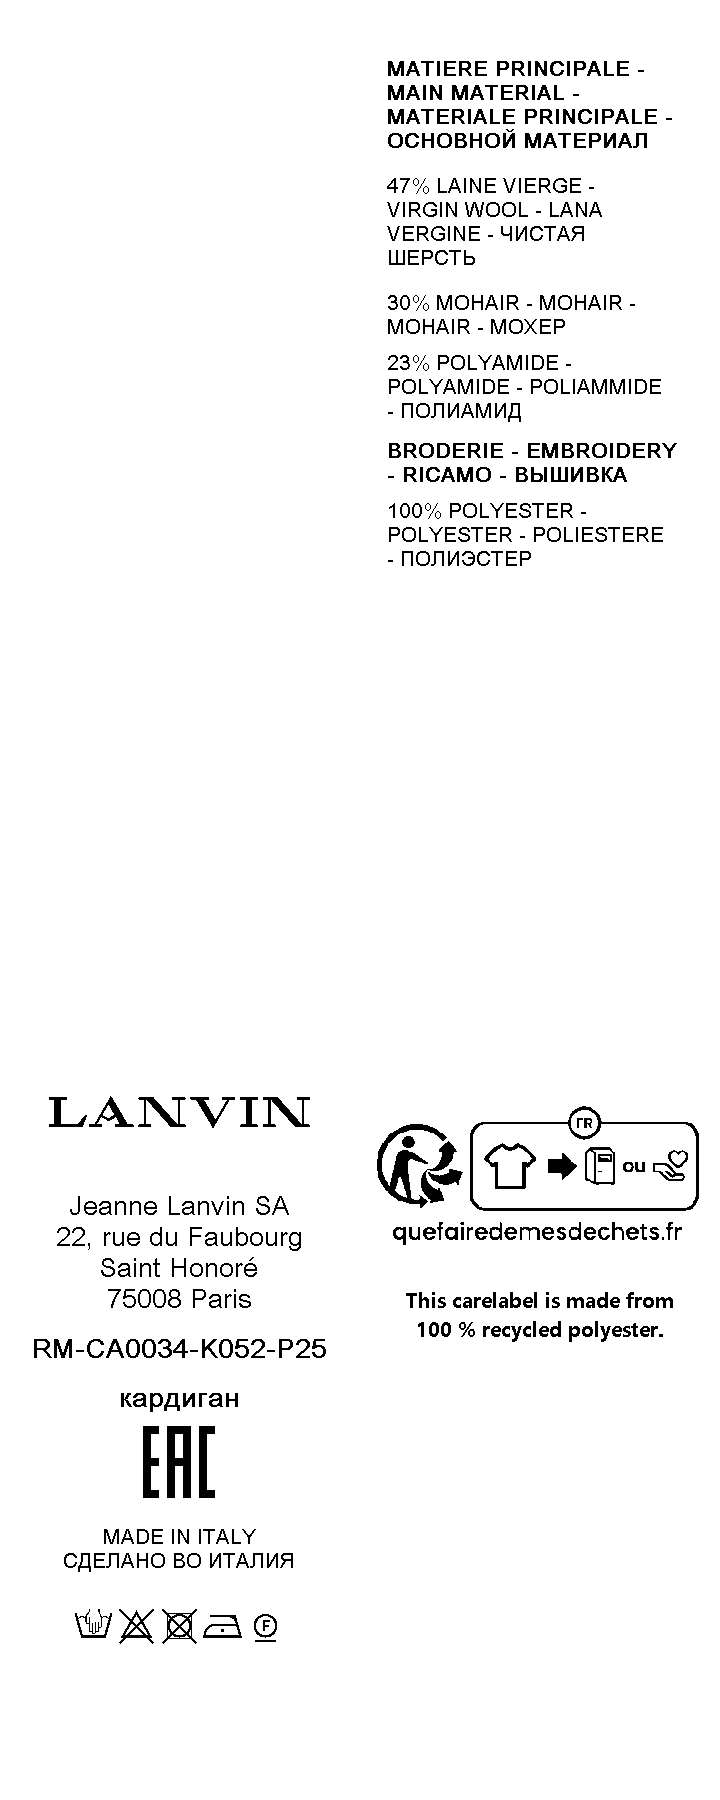 MATIERE PRINCIPALE -
MAIN MATERIAL -
MATERIALE PRINCIPALE -
ОСНОВНОЙ МАТЕРИАЛ
47% LAINE VIERGE -
VIRGIN WOOL - LANA
VERGINE - ЧИСТАЯ
ШЕРСТЬ
30% MOHAIR - MOHAIR -
MOHAIR - МОХЕР
23% POLYAMIDE -
POLYAMIDE - POLIAMMIDE
- ПОЛИАМИД
BRODERIE - EMBROIDERY
- RICAMO - ВЫШИВКА
100% POLYESTER -
POLYESTER - POLIESTERE
- ПОЛИЭСТЕР
LANVIN
Jeanne Lanvin SA
22, rue du Faubourg
Saint Honoré
75008 Paris
RM-CA0034-K052-P25
кардиган
EAC
MADE IN ITALY
СДЕЛАНО ВО ИТАЛИЯ
F
FR
ou
quefairedemesdechets.fr
This carelabel is made from
100 % recycled polyester.